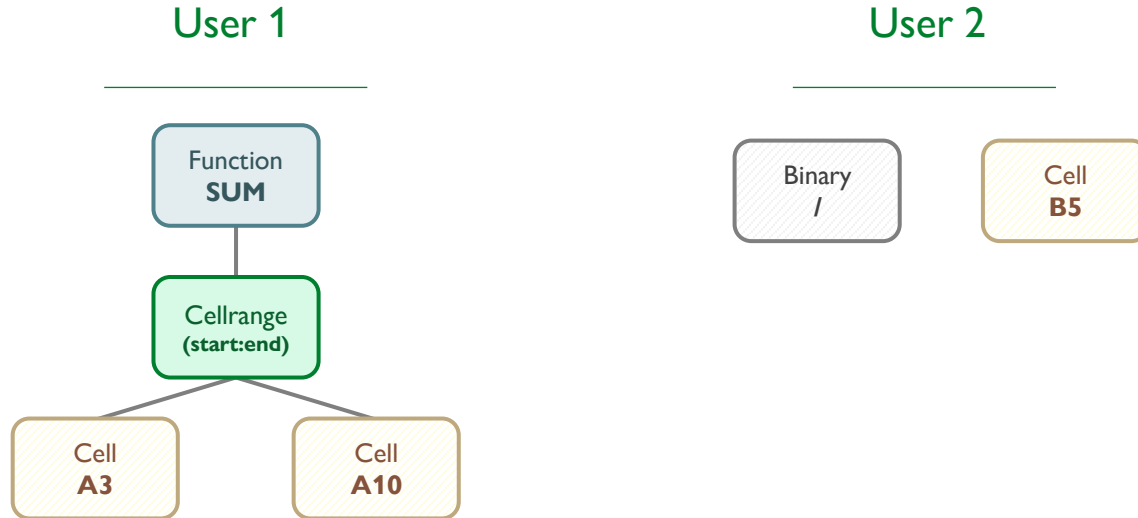 User 1
User 2
Function
SUM
Binary
/
Cell
B5
Cellrange
(start:end)
Cell
A3
Cell
A10